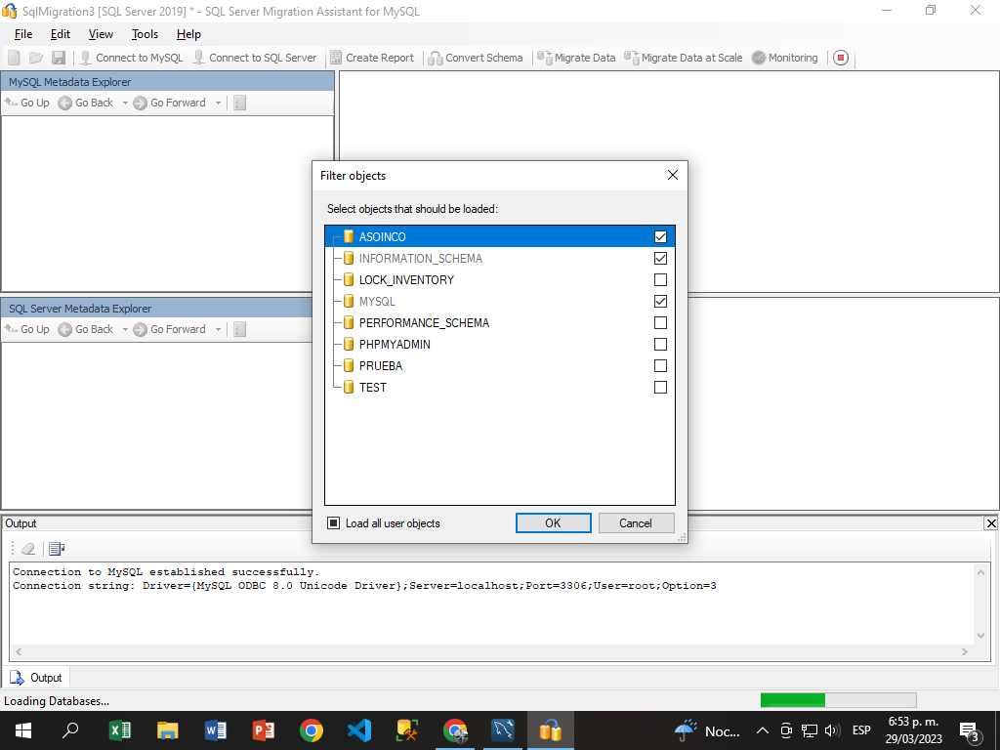 SqlMigration3 [SQL Server 2019] * - SQL Server Migration Assistant for MySQL
File Edit View Tools Help
Connect to MySQL Connect to SQL Server Create Report Convert Schema Migrate Data Migrate Data at Scale Monitoring
MySQL Metadata Explorer
Go Up Go Back Go Forward
Filter objects
Select objects that should be loaded:
ASOINCO
INFORMATION_SCHEMA
LOCK_INVENTORY
MYSQL
PERFORMANCE_SCHEMA
PHPMYADMIN
PRUEBA
TEST
Load all user objects OK Cancel
SQL Server Metadata Explorer
Go Up Go Back Go Forward
Output
Connection to MySQL established successfully.
Connection string: Driver={MySQL ODBC 8.0 Unicode Driver};Server=localhost;Port=3306;User=root;Option=3
Output
Loading Databases...
Noc... ESP 6:53 p. m.
29/03/2023
3